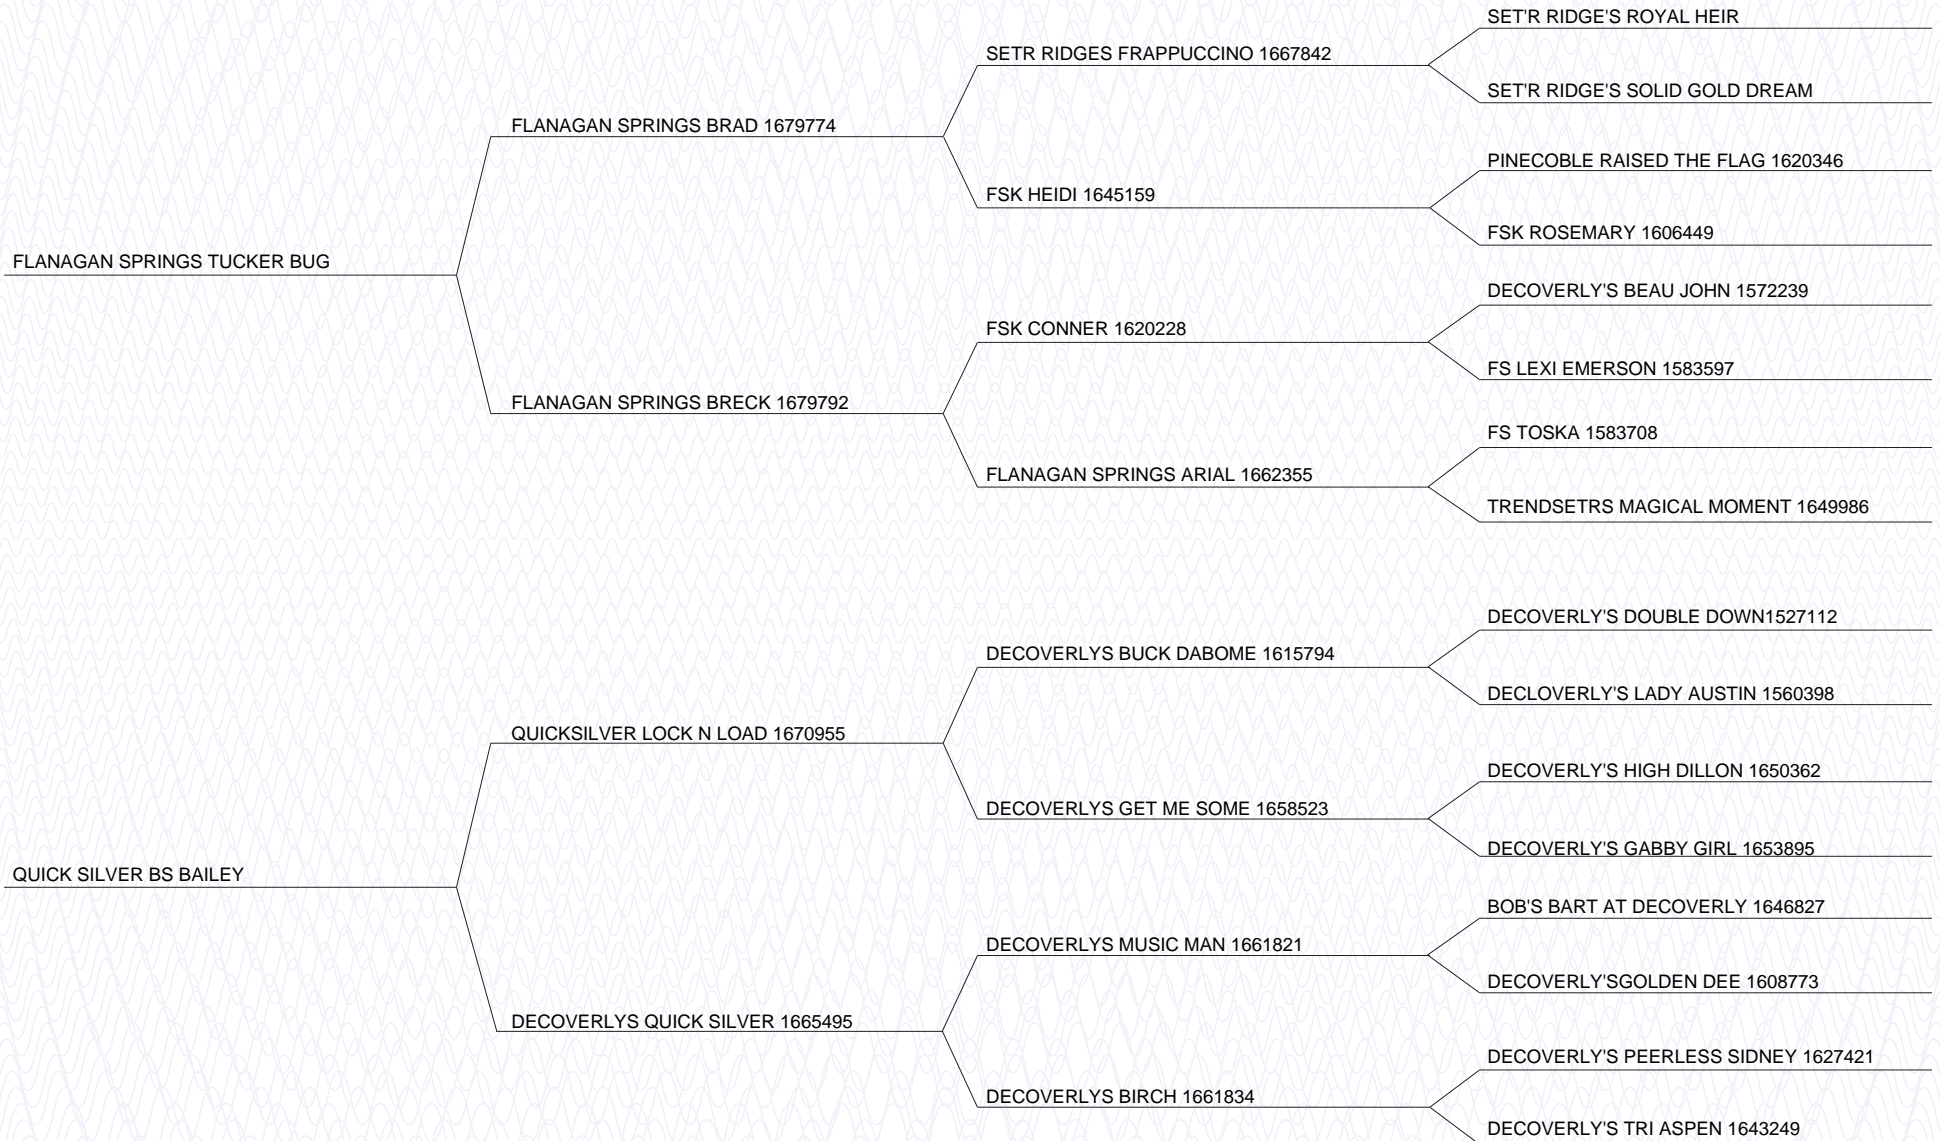 SET'R RIDGE'S ROYAL HEIR
SETR RIDGES FRAPPUCCINO 1667842
SET'R RIDGE'S SOLID GOLD DREAM
FLANAGAN SPRINGS BRAD 1679774
PINECOBLE RAISED THE FLAG 1620346
FSK HEIDI 1645159
FSK ROSEMARY 1606449
FLANAGAN SPRINGS TUCKER BUG
DECOVERLY'S BEAU JOHN 1572239
FSK CONNER 1620228
FS LEXI EMERSON 1583597
FLANAGAN SPRINGS BRECK 1679792
FS TOSKA 1583708
FLANAGAN SPRINGS ARIAL 1662355
TRENDSETRS MAGICAL MOMENT 1649986
DECOVERLY'S DOUBLE DOWN1527112
DECOVERLYS BUCK DABOME 1615794
DECLOVERLY'S LADY AUSTIN 1560398
QUICKSILVER LOCK N LOAD 1670955
DECOVERLY'S HIGH DILLON 1650362
DECOVERLYS GET ME SOME 1658523
DECOVERLY'S GABBY GIRL 1653895
QUICK SILVER BS BAILEY
BOB'S BART AT DECOVERLY 1646827
DECOVERLYS MUSIC MAN 1661821
DECOVERLY'SGOLDEN DEE 1608773
DECOVERLYS QUICK SILVER 1665495
DECOVERLY'S PEERLESS SIDNEY 1627421
DECOVERLYS BIRCH 1661834
DECOVERLY'S TRI ASPEN 1643249